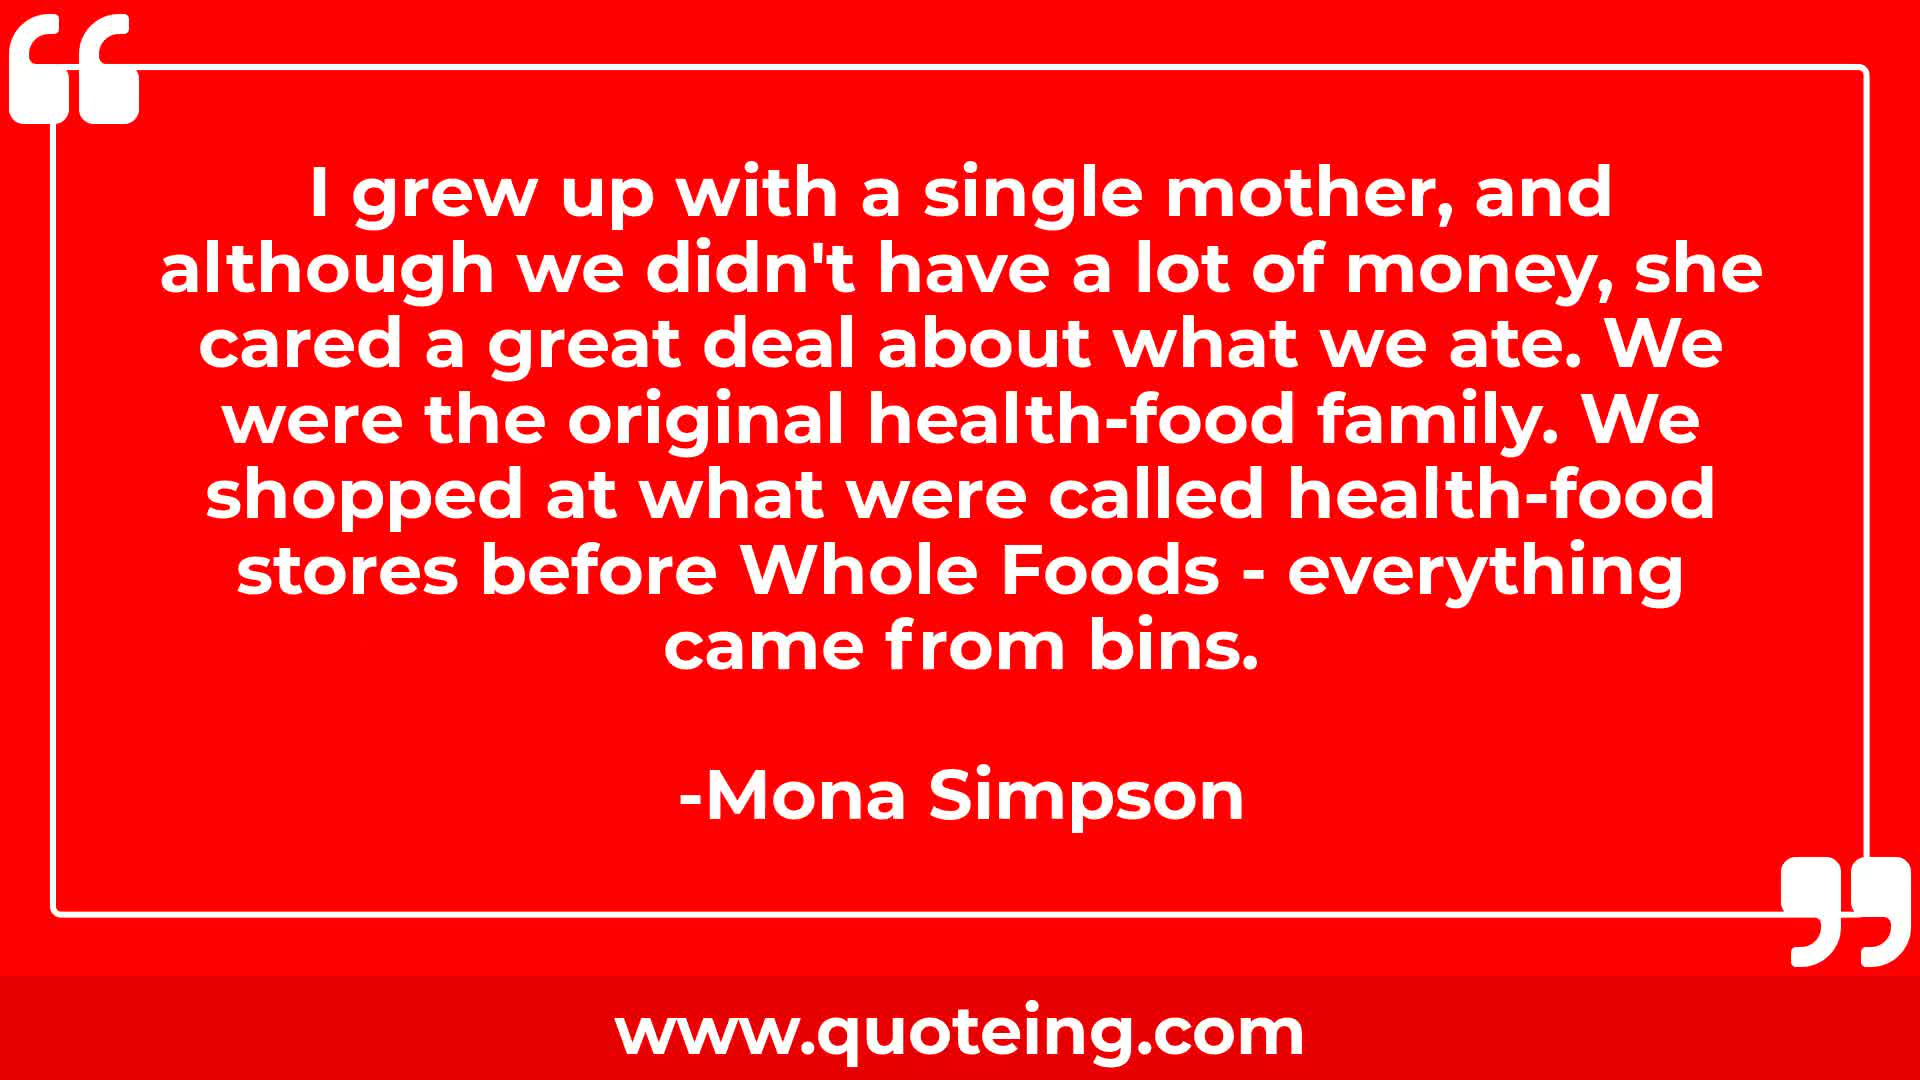 I grew up with a single mother, and
although we didn't have a lot of money, she
cared a great deal about what we ate. We
were the original health-food family. We
shopped at what were called health-food
stores before Whole Foods - everything
came from bins.
-Mona Simpson
www.quoteing.com